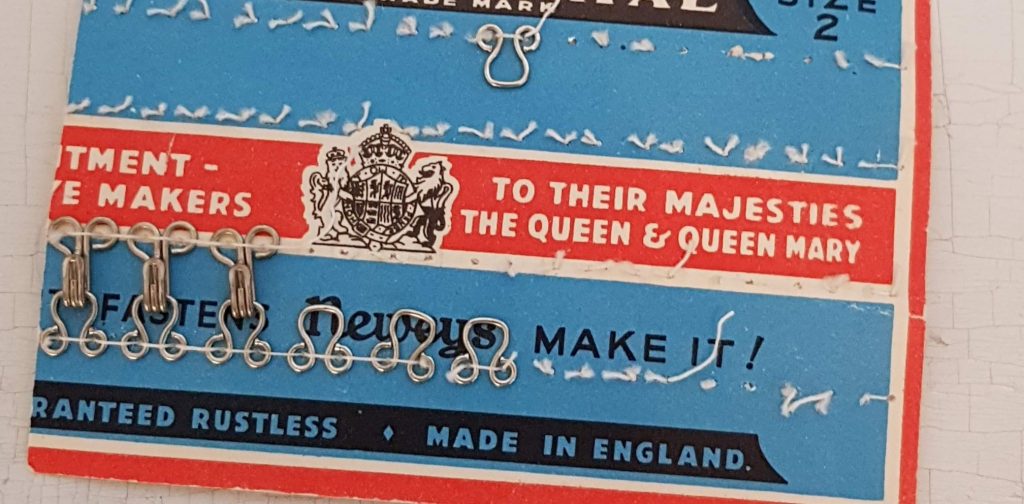 TRADE MARK
SIZE
2
TMENT -
E MAKERS
TO THEIR MAJESTIES
THE QUEEN & QUEEN MARY
FASTENS Neweys MAKE IT!
RANTEED RUSTLESS ♦ MADE IN ENGLAND.